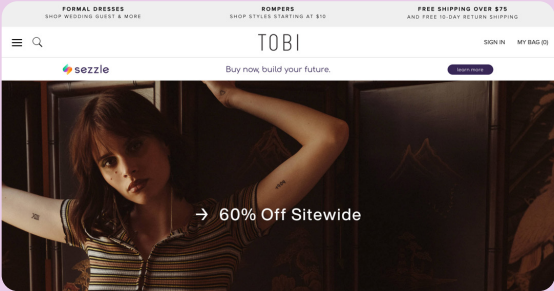 FORMAL DRESSES
SHOP WEDDING GUEST & MORE
ROMPERS
SHOP STYLES STARTING AT $10
FREE SHIPPING OVER $75
AND FREE 10-DAY RETURN SHIPPING
TOBI
SIGN IN
MY BAG (0)
sezzle
Buy now, build your future.
learn more
→ 60% Off Sitewide